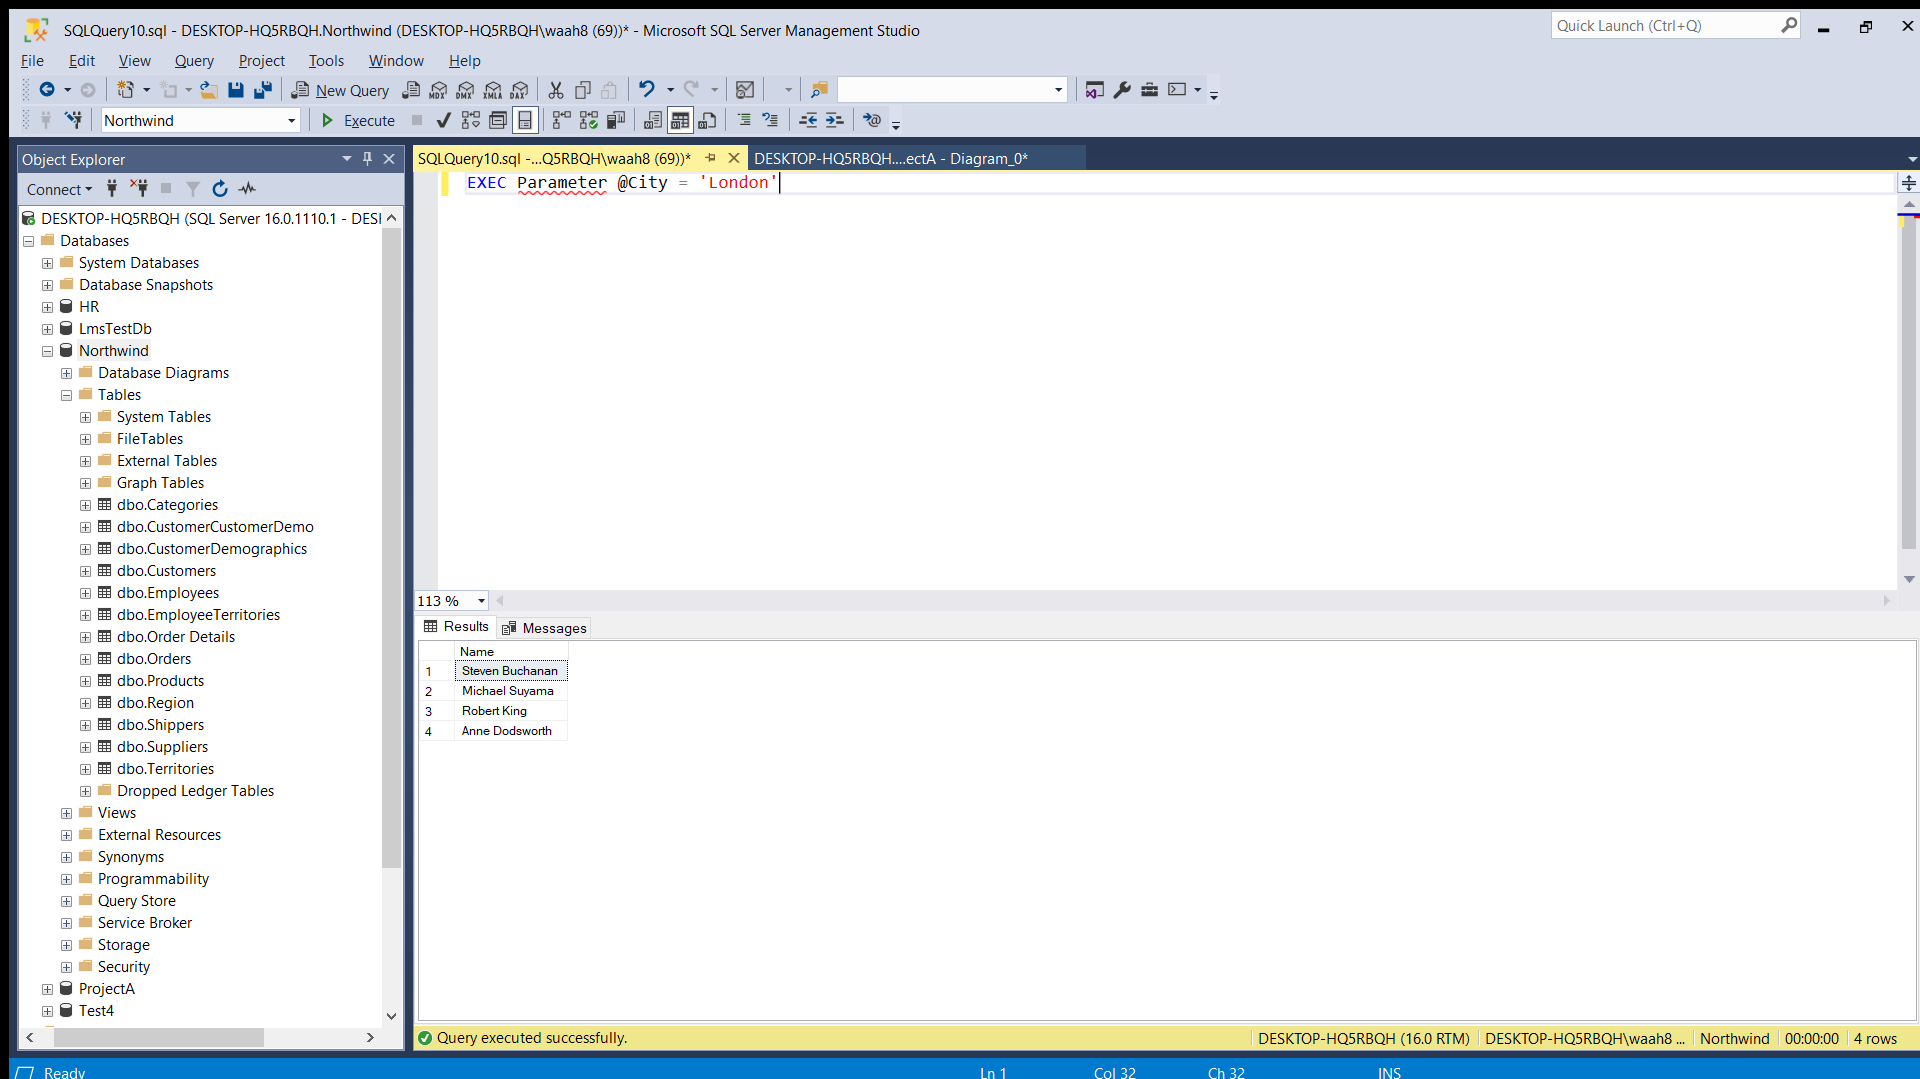 SQLQuery10.sql - DESKTOP-HQ5RBQH.Northwind (DESKTOP-HQ5RBQH\waah8 (69))* - Microsoft SQL Server Management Studio
Quick Launch (Ctrl+Q)
File Edit View Query Project Tools Window Help
New Query MDX DMX XMLA DAX
Northwind Execute
Object Explorer
SQLQuery10.sql -...Q5RBQH\waah8 (69))* DESKTOP-HQ5RBQH....ectA - Diagram_0*
Connect
EXEC Parameter @City = 'London'
DESKTOP-HQ5RBQH (SQL Server 16.0.1110.1 - DESI
Databases
System Databases
Database Snapshots
HR
LmsTestDb
Northwind
Database Diagrams
Tables
System Tables
FileTables
External Tables
Graph Tables
dbo.Categories
dbo.CustomerCustomerDemo
dbo.CustomerDemographics
dbo.Customers
dbo.Employees
dbo.EmployeeTerritories
dbo.Order Details
dbo.Orders
dbo.Products
dbo.Region
dbo.Shippers
dbo.Suppliers
dbo.Territories
Dropped Ledger Tables
Views
External Resources
Synonyms
Programmability
Query Store
Service Broker
Storage
Security
ProjectA
Test4
113 %
Results Messages
Name
1 Steven Buchanan
2 Michael Suyama
3 Robert King
4 Anne Dodsworth
Query executed successfully. DESKTOP-HQ5RBQH (16.0 RTM) DESKTOP-HQ5RBQH\waah8 ... Northwind 00:00:00 4 rows
Ready Ln 1 Col 32 Ch 32 INS